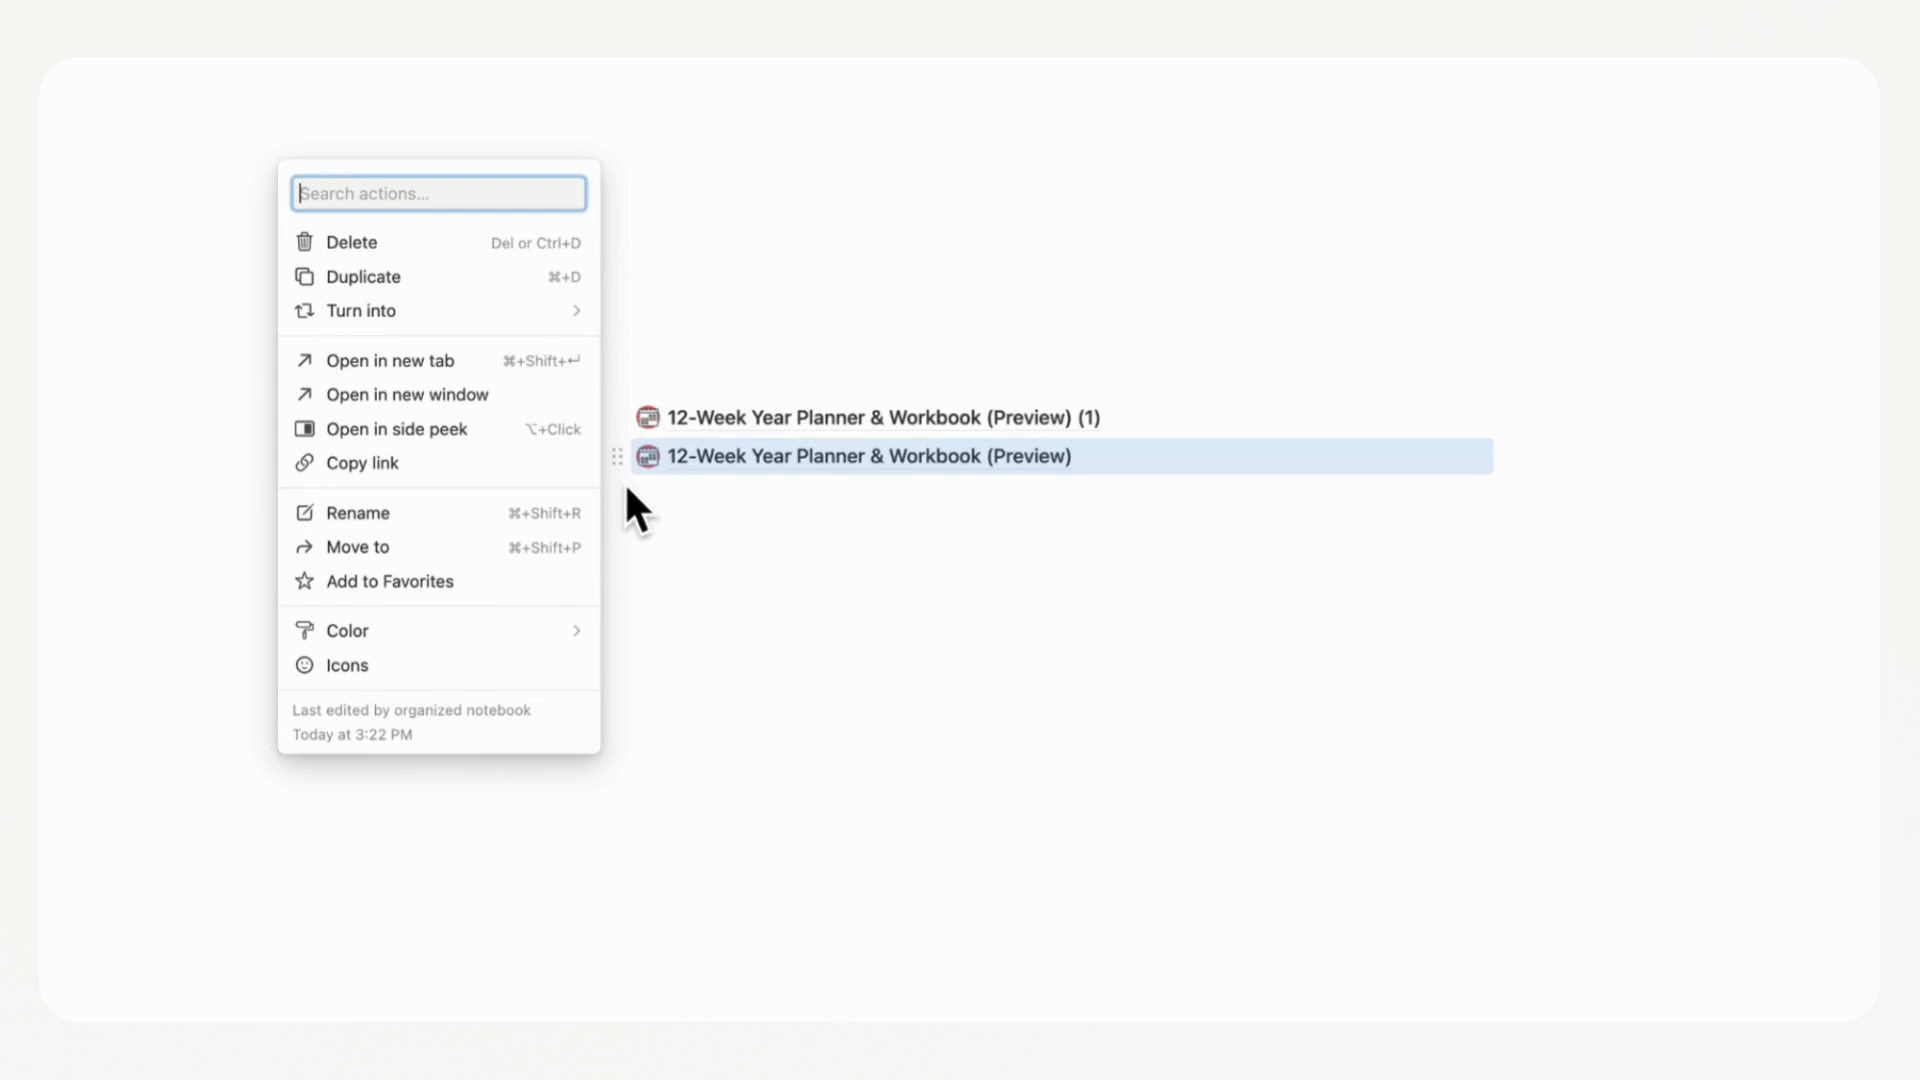 Search actions...
Delete Del or Ctrl+D
Duplicate ⌘+D
Turn into
Open in new tab ⌘+Shift+↵
Open in new window
Open in side peek ⌥+Click
Copy link
Rename ⌘+Shift+R
Move to ⌘+Shift+P
Add to Favorites
Color
Icons
Last edited by organized notebook
Today at 3:22 PM
12-Week Year Planner & Workbook (Preview) (1)
12-Week Year Planner & Workbook (Preview)